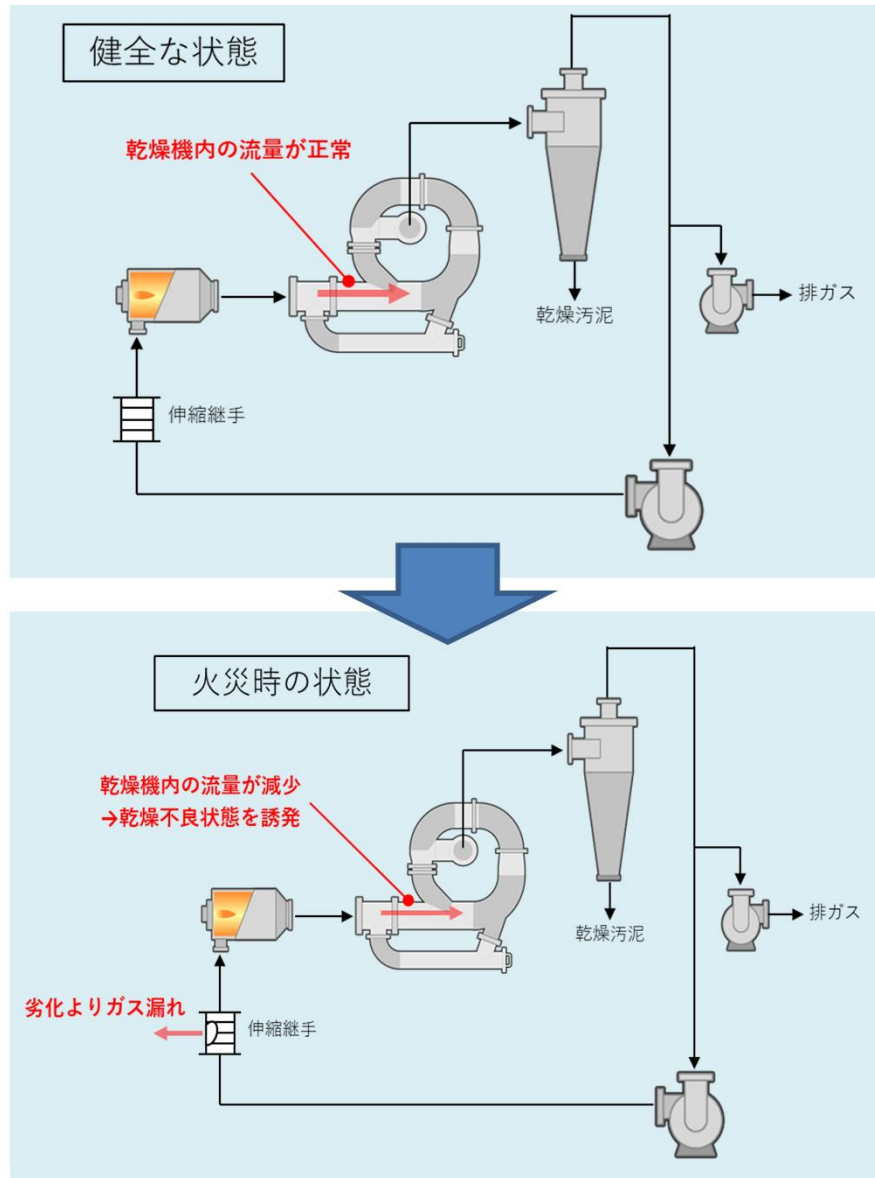 健全な状態
乾燥機内の流量が正常
乾燥汚泥
排ガス
伸縮継手
火災時の状態
乾燥機内の流量が減少
→乾燥不良状態を誘発
乾燥汚泥
排ガス
劣化よりガス漏れ
伸縮継手